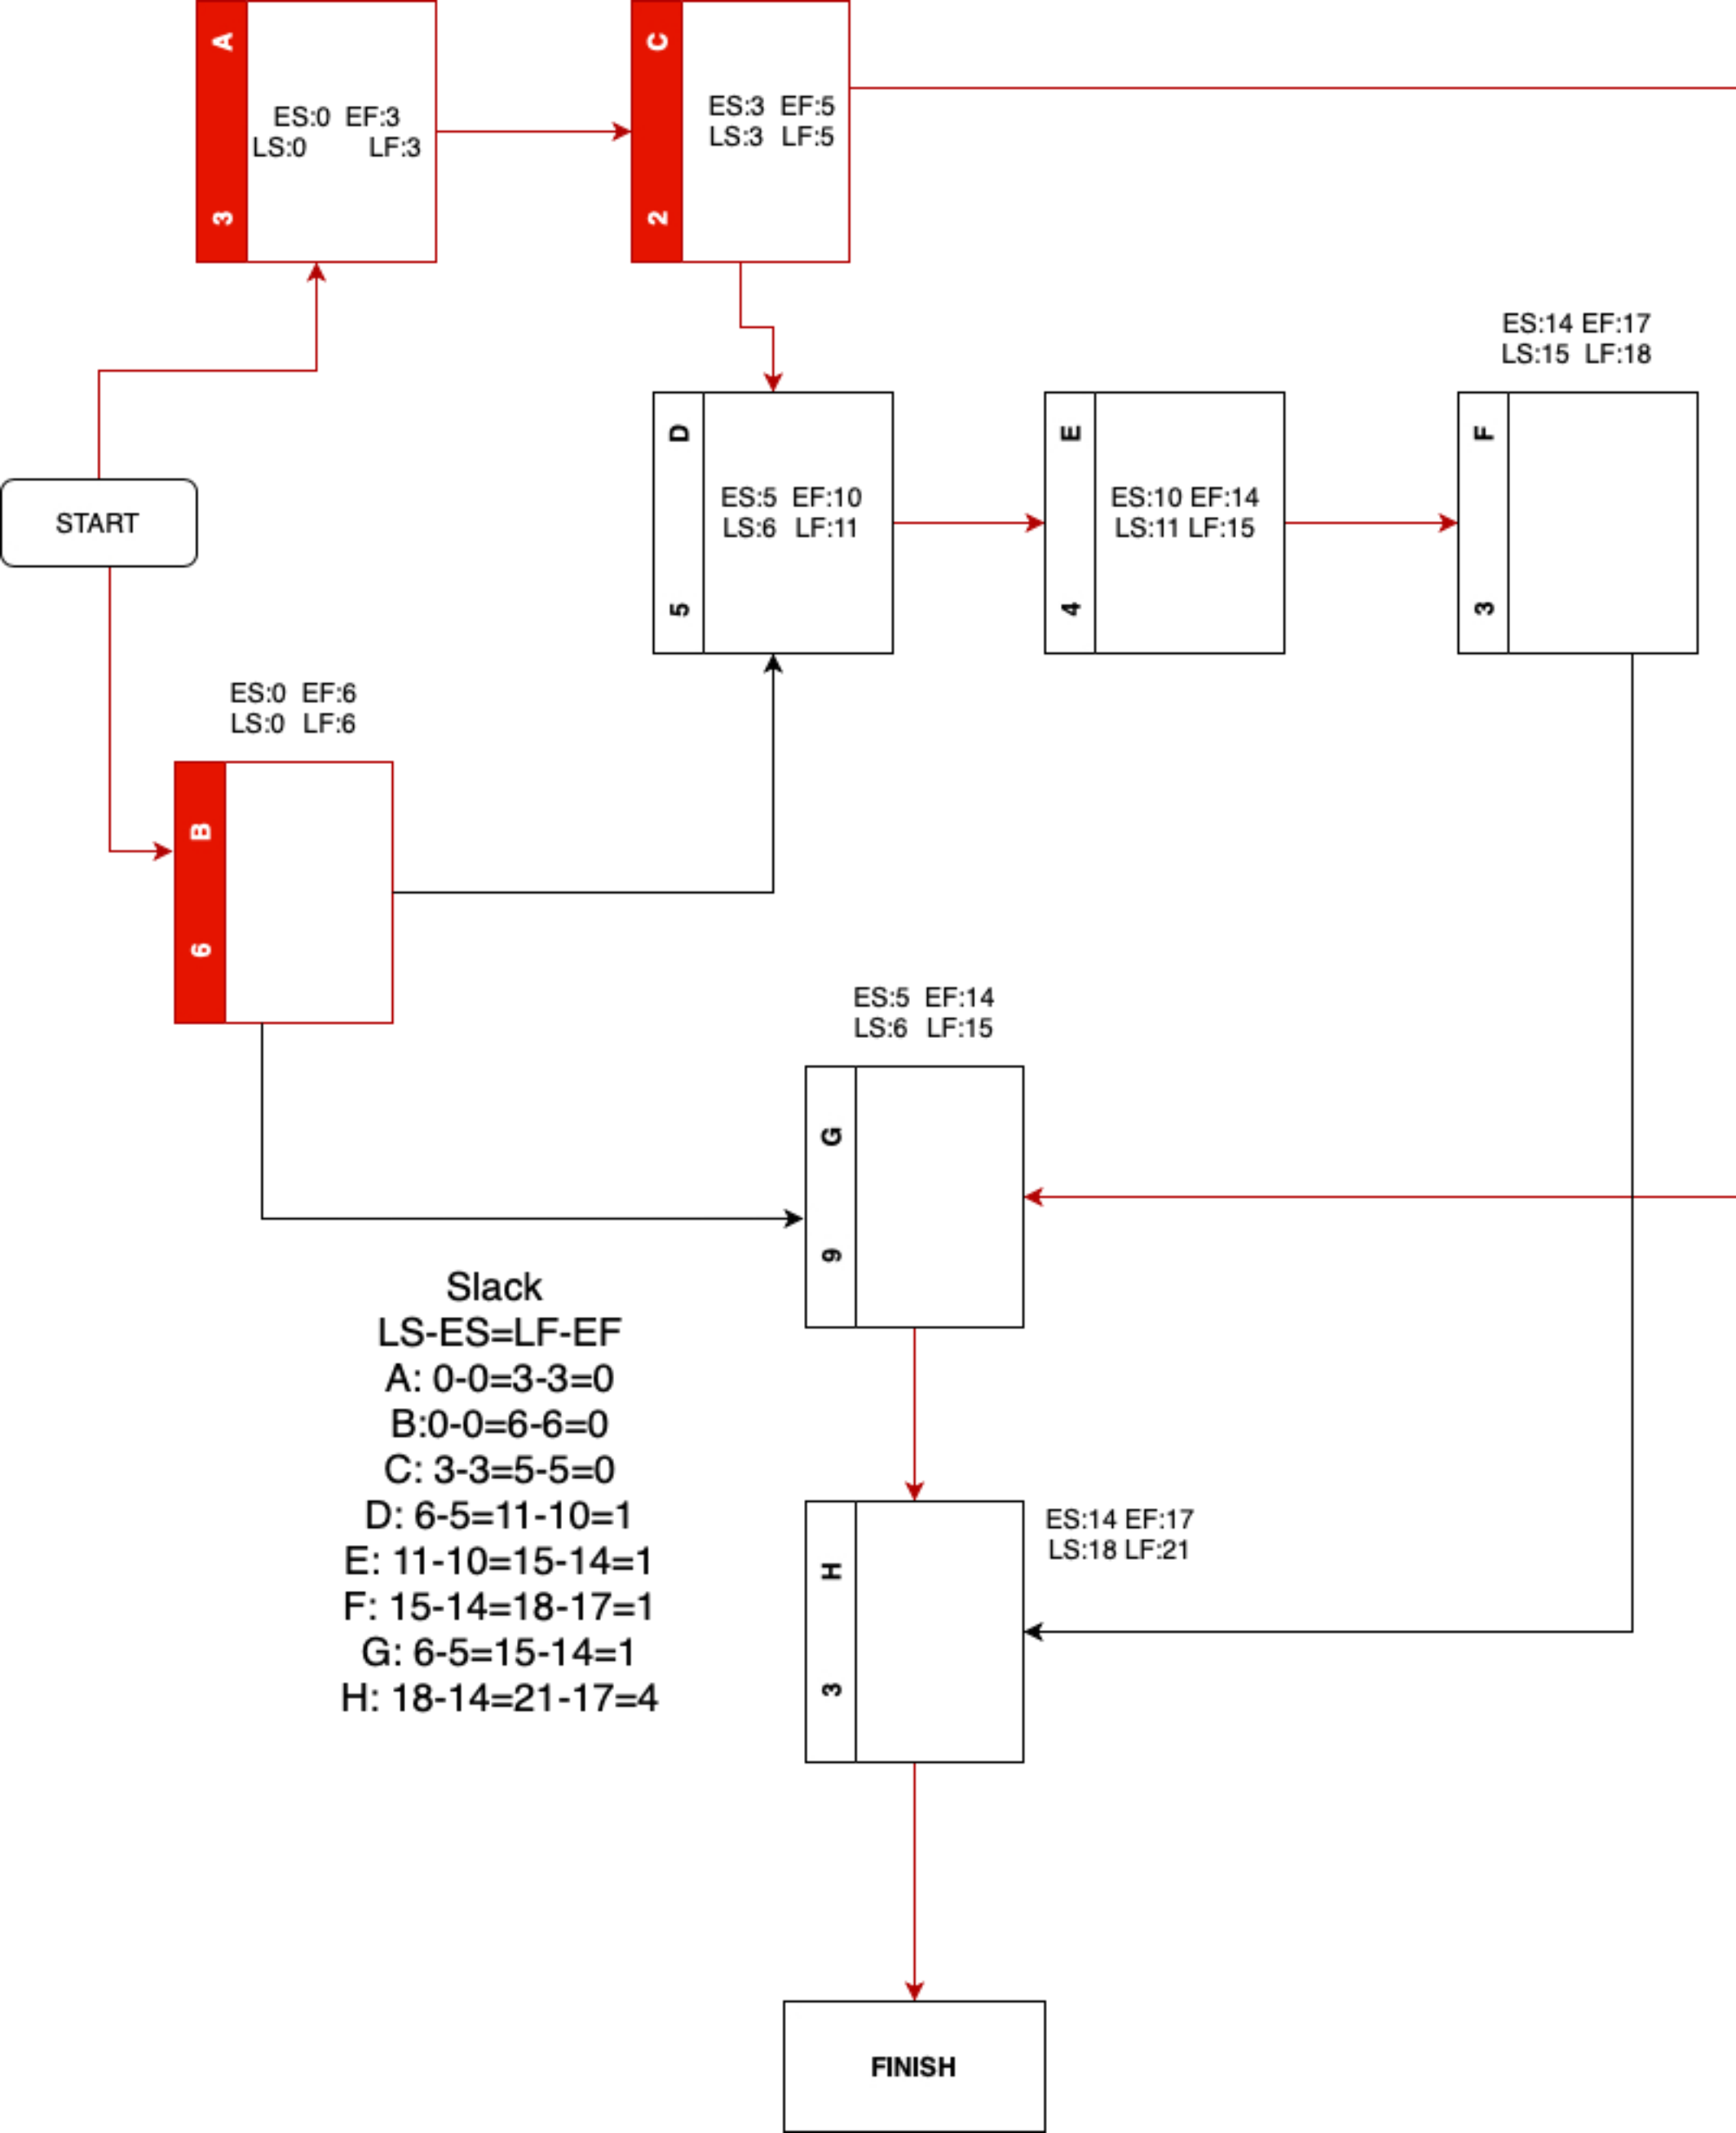 A
3
ES:0 EF:3
LS:0 LF:3
C
2
ES:3 EF:5
LS:3 LF:5
ES:14 EF:17
LS:15 LF:18
START
D
5
ES:5 EF:10
LS:6 LF:11
E
4
ES:10 EF:14
LS:11 LF:15
F
3
ES:0 EF:6
LS:0 LF:6
B
6
ES:5 EF:14
LS:6 LF:15
G
9
Slack
LS-ES=LF-EF
A: 0-0=3-3=0
B:0-0=6-6=0
C: 3-3=5-5=0
D: 6-5=11-10=1
E: 11-10=15-14=1
F: 15-14=18-17=1
G: 6-5=15-14=1
H: 18-14=21-17=4
H
3
ES:14 EF:17
LS:18 LF:21
FINISH